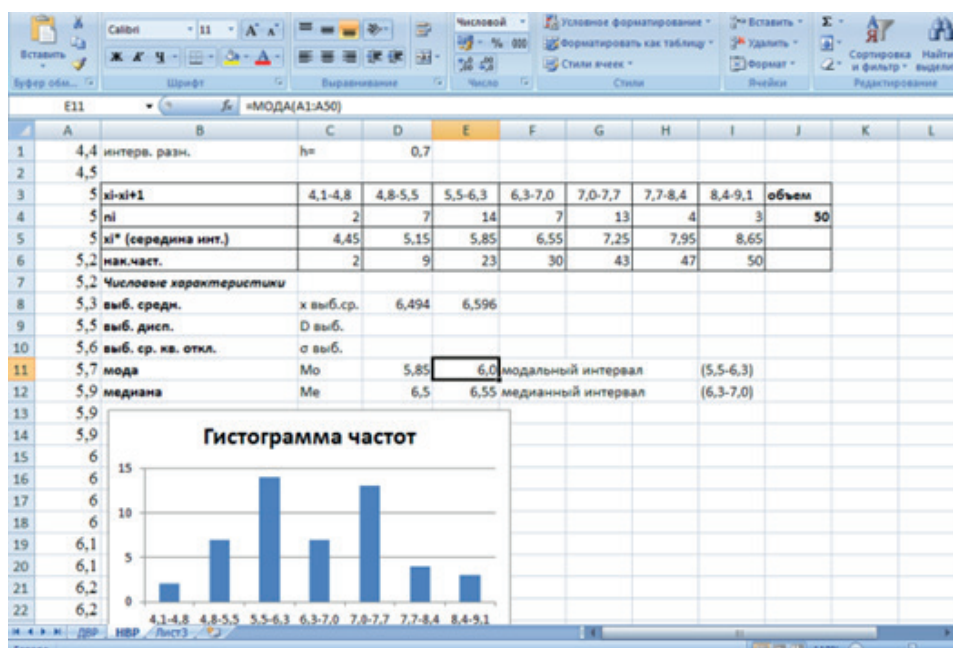 Calibri 11 Числовой Условное форматирование Вставить Σ
Вставить Ж К Ч % 000 Форматировать как таблицу Удалить Сортировка Найти
Стили ячеек Формат и фильтр выделить
Буфер обм... Шрифт Выравнивание Число Стили Ячейки Редактирование
E11 fx =МОДА(A1:A50)
A B C D E F G H I J K L
1 4,4 интерв. разн. h= 0,7
2 4,5
3 5 xi-xi+1 4,1-4,8 4,8-5,5 5,5-6,3 6,3-7,0 7,0-7,7 7,7-8,4 8,4-9,1 объем
4 5 ni 2 7 14 7 13 4 3 50
5 5 xi* (середина инт.) 4,45 5,15 5,85 6,55 7,25 7,95 8,65
6 5,2 нак.част. 2 9 23 30 43 47 50
7 5,2 Числовые характеристики
8 5,3 выб. средн. x выб.ср. 6,494 6,596
9 5,5 выб. дисп. D выб.
10 5,6 выб. ср. кв. откл. σ выб.
11 5,7 мода Mo 5,85 6,0 модальный интервал (5,5-6,3)
12 5,9 медиана Me 6,5 6,55 медианный интервал (6,3-7,0)
13 5,9
14 5,9 Гистограмма частот
15 6
15
16 6
17 6 10
18 6
19 6,1
5
20 6,1
21 6,2
22 6,2 0
4,1-4,8 4,8-5,5 5,5-6,3 6,3-7,0 7,0-7,7 7,7-8,4 8,4-9,1
ДВР НВР Лист3